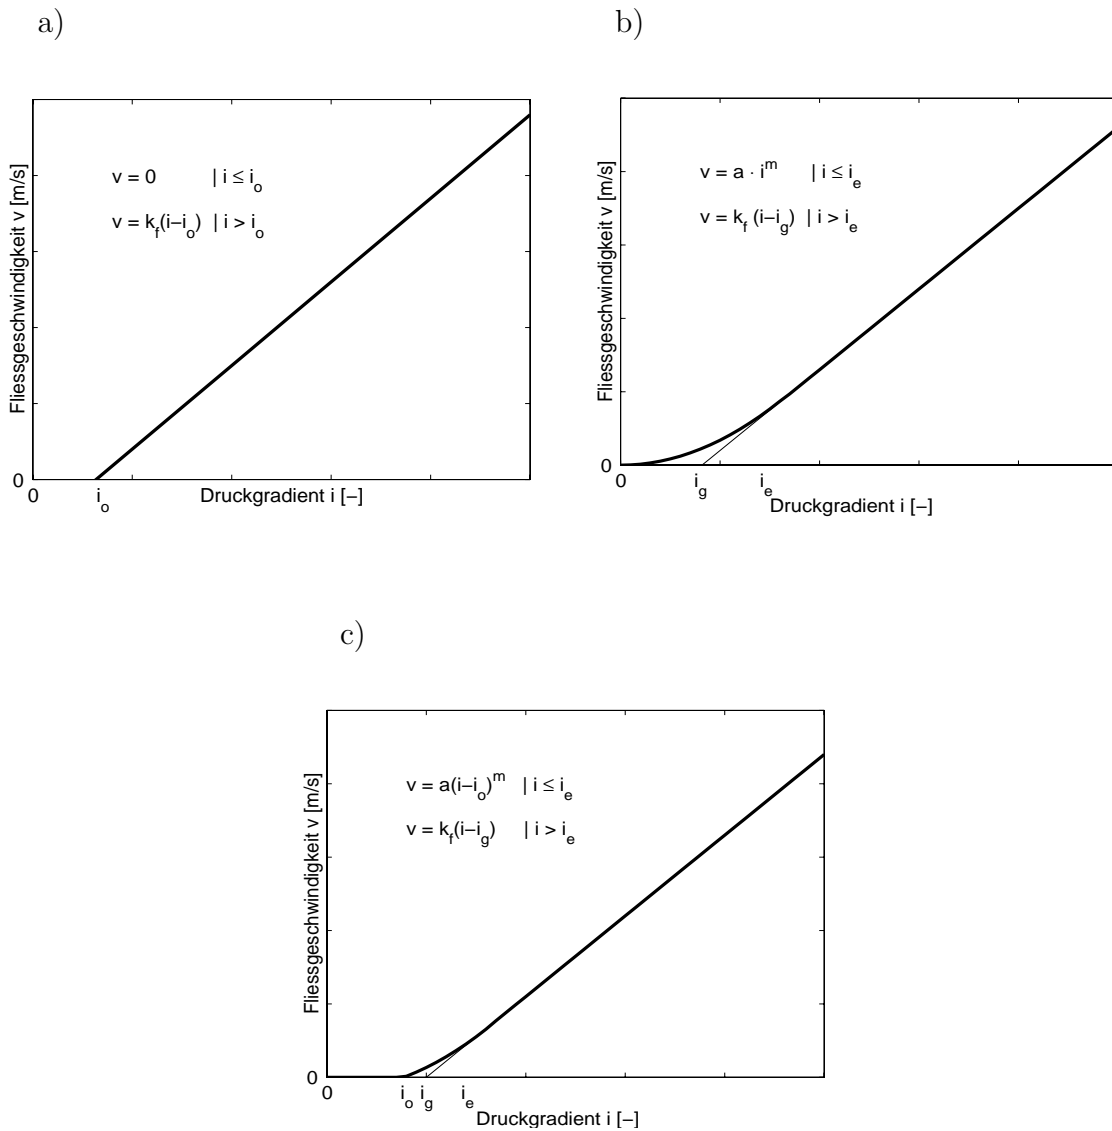 a)
Fliessgeschwindigkeit v [m/s]
v = 0 | i ≤ i_o
v = k_f(i−i_o) | i > i_o
0
0 i_o Druckgradient i [−]
b)
Fliessgeschwindigkeit v [m/s]
v = a · i^m | i ≤ i_e
v = k_f (i−i_g) | i > i_e
0
0 i_g i_e
Druckgradient i [−]
c)
Fliessgeschwindigkeit v [m/s]
v = a(i−i_o)^m | i ≤ i_e
v = k_f(i−i_g) | i > i_e
0
0 i_o i_g i_e
Druckgradient i [−]